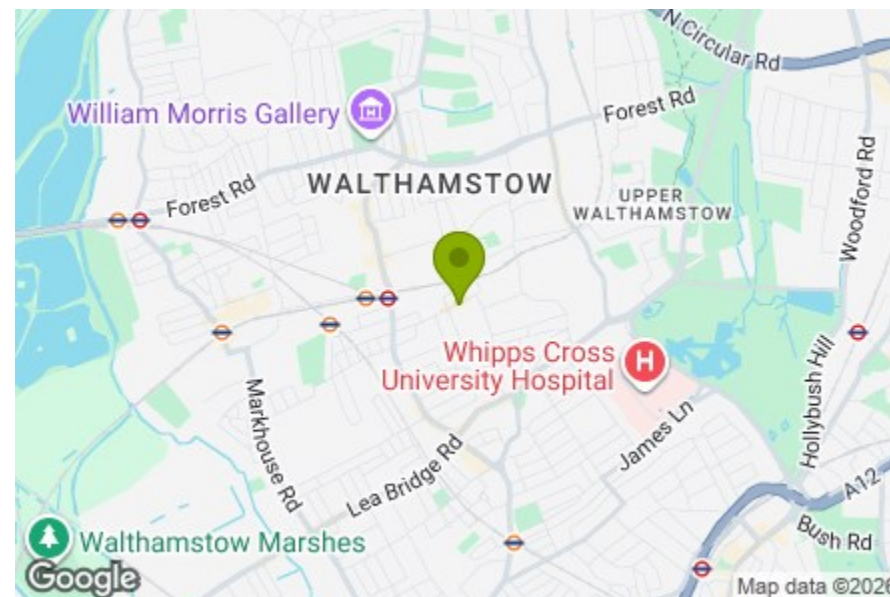 N Circular Rd
William Morris Gallery
Forest Rd
Forest Rd
WALTHAMSTOW
UPPER
WALTHAMSTOW
Woodford Rd
Whipps Cross
University Hospital
H
Hollybush Hill
Markhouse Rd
James Ln
Lea Bridge Rd
A12
Bush Rd
Walthamstow Marshes
Google
Map data ©2026